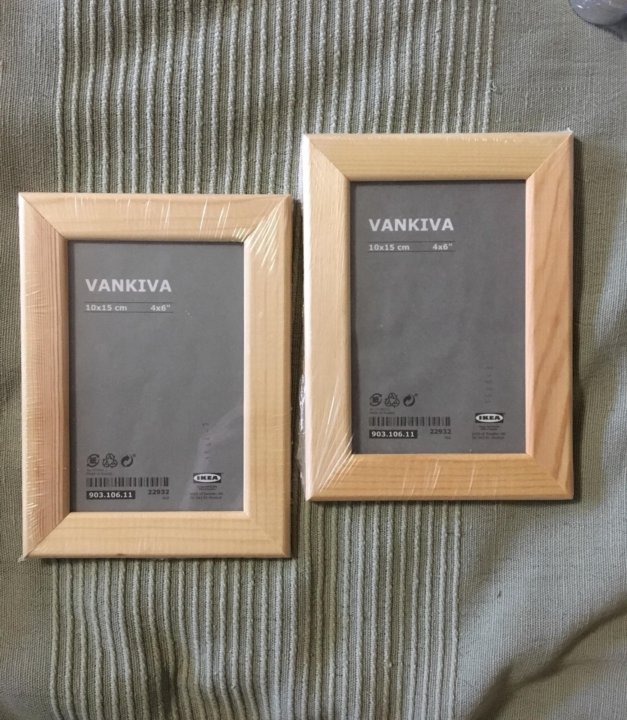 VANKIVA
10x15 cm 4x6"
IKEA
903.106.11 22932
VANKIVA
10x15 cm 4x6"
IKEA
903.106.11 22932